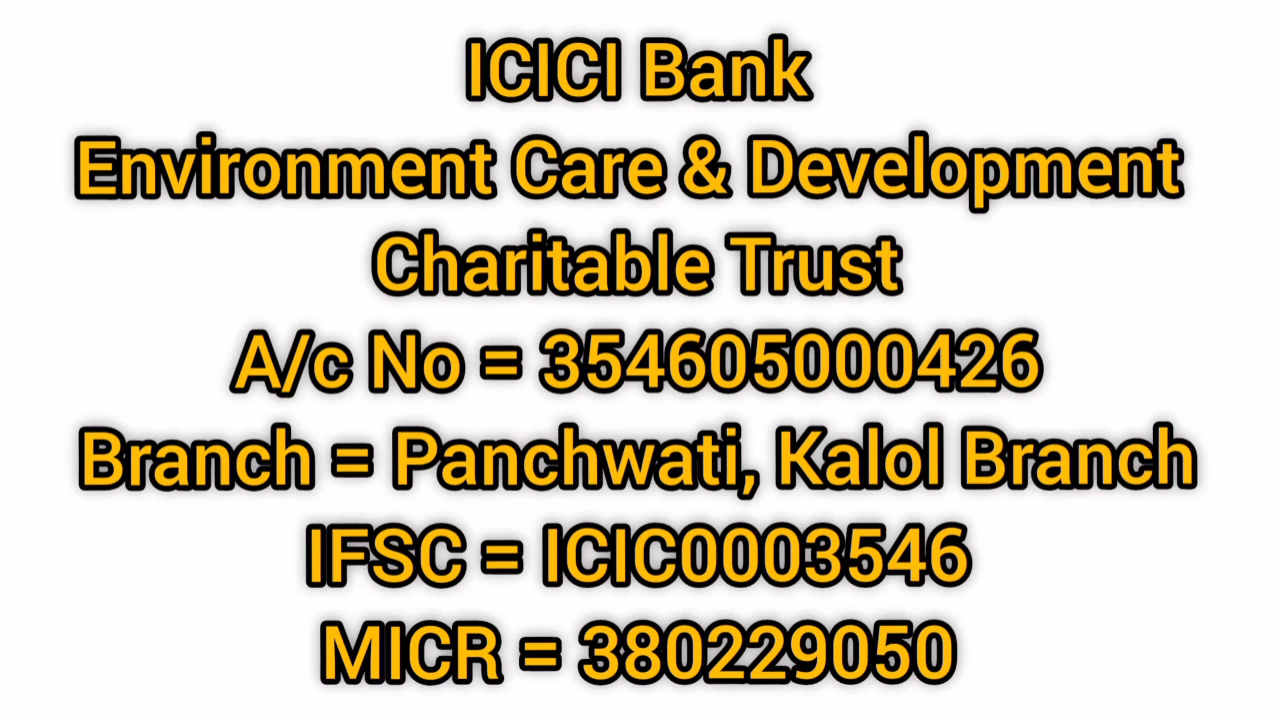 ICICI Bank
Environment Care & Development
Charitable Trust
A/c No = 354605000426
Branch = Panchwati, Kalol Branch
IFSC = ICIC0003546
MICR = 380229050